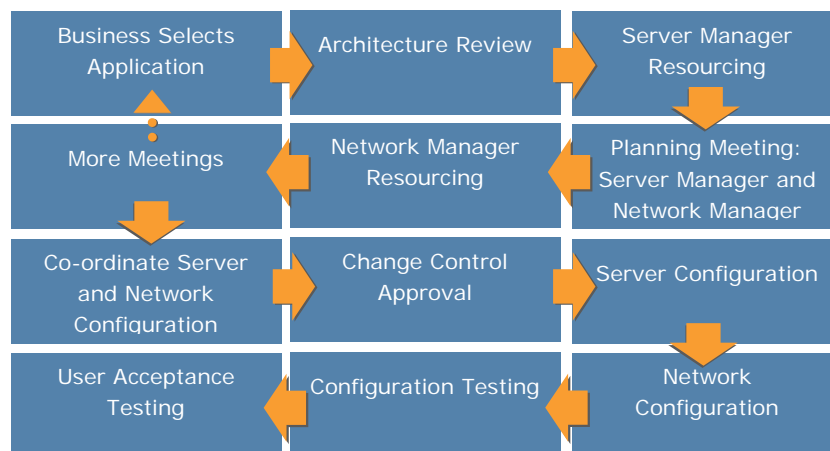 Business Selects
Application
Architecture Review
Server Manager
Resourcing
Planning Meeting:
Server Manager and
Network Manager
Network Manager
Resourcing
More Meetings
Co-ordinate Server
and Network
Configuration
Change Control
Approval
Server Configuration
Network
Configuration
Configuration Testing
User Acceptance
Testing